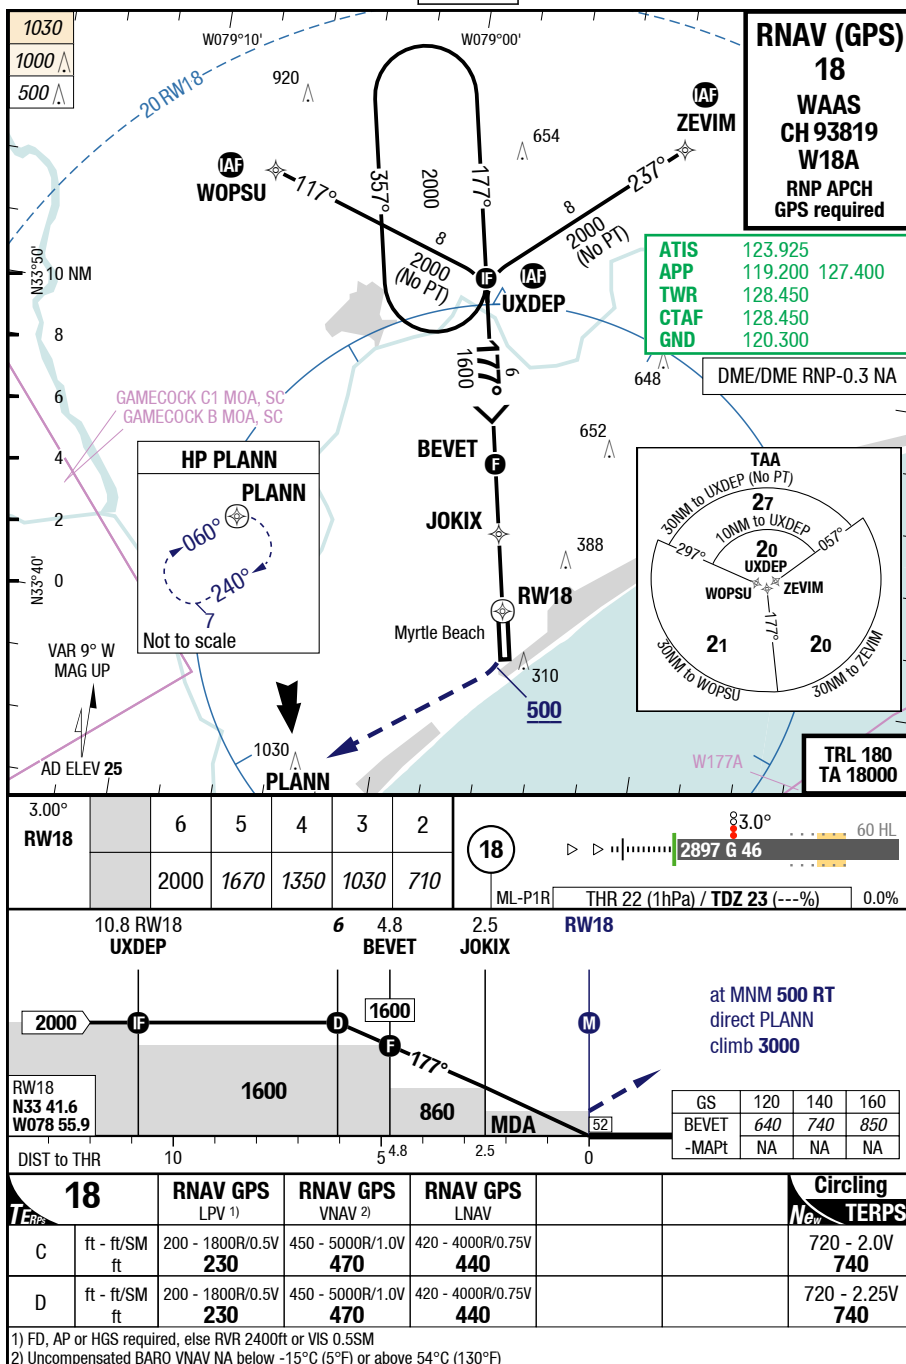 1030
1000
500
W079°10'
W079°00'
RNAV (GPS)
18
WAAS
CH 93819
W18A
RNP APCH
GPS required
20 RW18
920
654
IAF
ZEVIM
IAF
WOPSU
117°
357°
2000
177°
237°
8
2000
(No PT)
8
2000
(No PT)
N33°50'
10 NM
IF
IAF
UXDEP
ATIS 123.925
APP 119.200 127.400
TWR 128.450
CTAF 128.450
GND 120.300
8
177°
6
1600
648
DME/DME RNP-0.3 NA
6
GAMECOCK C1 MOA, SC
GAMECOCK B MOA, SC
4
HP PLANN
PLANN
060°
240°
7
Not to scale
BEVET
F
652
JOKIX
2
388
N33°40'
0
RW18
Myrtle Beach
TAA
30NM to UXDEP (No PT)
27
10NM to UXDEP
297°
20
057°
UXDEP
WOPSU
ZEVIM
177°
21
20
30NM to WOPSU
30NM to ZEVIM
VAR 9° W
MAG UP
310
500
1030
PLANN
AD ELEV 25
W177A
TRL 180
TA 18000
3.00°
RW18
6 5 4 3 2
2000 1670 1350 1030 710
18
3.0°
60 HL
2897 G 46
ML-P1R
THR 22 (1hPa) / TDZ 23 (---%)
0.0%
10.8 RW18
UXDEP
6
4.8
BEVET
2.5
JOKIX
RW18
2000
IF
D
1600
F
177°
M
at MNM 500 RT
direct PLANN
climb 3000
1600
860
MDA
52
RW18
N33 41.6
W078 55.9
GS 120 140 160
BEVET 640 740 850
-MAPt NA NA NA
DIST to THR 10 5 4.8 2.5 0
TERPS
18
RNAV GPS
LPV 1)
RNAV GPS
VNAV 2)
RNAV GPS
LNAV
Circling
New TERPS
C ft - ft/SM 200 - 1800R/0.5V 450 - 5000R/1.0V 420 - 4000R/0.75V 720 - 2.0V
ft 230 470 440 740
D ft - ft/SM 200 - 1800R/0.5V 450 - 5000R/1.0V 420 - 4000R/0.75V 720 - 2.25V
ft 230 470 440 740
1) FD, AP or HGS required, else RVR 2400ft or VIS 0.5SM
2) Uncompensated BARO VNAV NA below -15°C (5°F) or above 54°C (130°F)